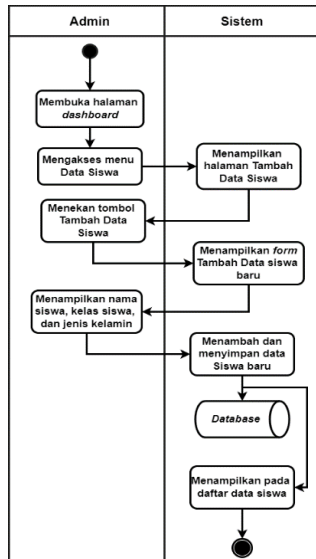 Admin
Sistem
Membuka halaman
dashboard
Mengakses menu
Data Siswa
Menampilkan
halaman Tambah
Data Siswa
Menekan tombol
Tambah Data
Siswa
Menampilkan form
Tambah Data siswa
baru
Menampilkan nama
siswa, kelas siswa,
dan jenis kelamin
Menambah dan
menyimpan data
Siswa baru
Database
Menampilkan pada
daftar data siswa